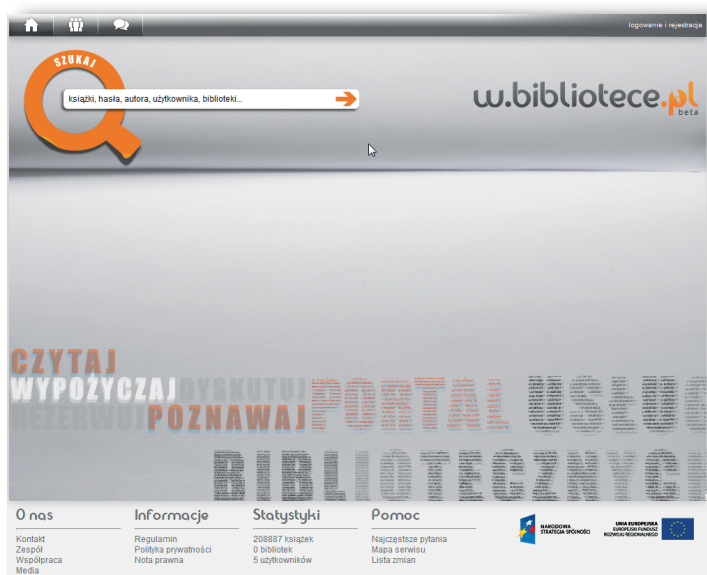 logowanie i rejestracja
SZUKAJ
książki, hasła, autora, użytkownika, biblioteki...
w.bibliotece.pl
beta
CZYTAJ
WYPOŻYCZAJ DYSKUTUJ
POZNAWAJ
O nas
Kontakt
Zespół
Współpraca
Media
Informacje
Regulamin
Polityka prywatności
Nota prawna
Statystyki
208887 książek
0 bibliotek
5 użytkowników
Pomoc
Najczęstsze pytania
Mapa serwisu
Lista zmian
NARODOWA
STRATEGIA SPÓJNOŚCI
UNIA EUROPEJSKA
EUROPEJSKI FUNDUSZ
ROZWOJU REGIONALNEGO